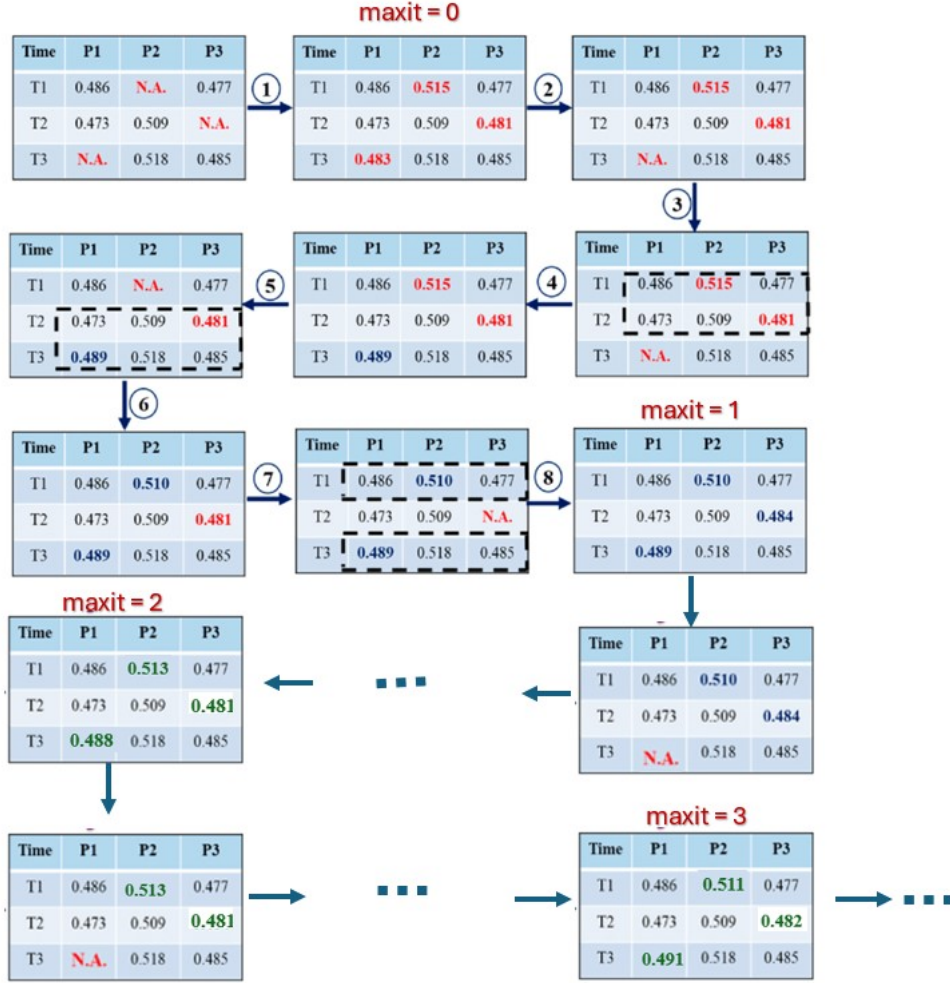 maxit = 0
Time P1 P2 P3
T1 0.486 N.A. 0.477
T2 0.473 0.509 N.A.
T3 N.A. 0.518 0.485
1
Time P1 P2 P3
T1 0.486 0.515 0.477
T2 0.473 0.509 0.481
T3 0.483 0.518 0.485
2
Time P1 P2 P3
T1 0.486 0.515 0.477
T2 0.473 0.509 0.481
T3 N.A. 0.518 0.485
3
Time P1 P2 P3
T1 0.486 0.515 0.477
T2 0.473 0.509 0.481
T3 N.A. 0.518 0.485
4
Time P1 P2 P3
T1 0.486 0.515 0.477
T2 0.473 0.509 0.481
T3 0.489 0.518 0.485
5
Time P1 P2 P3
T1 0.486 N.A. 0.477
T2 0.473 0.509 0.481
T3 0.489 0.518 0.485
6
Time P1 P2 P3
T1 0.486 0.510 0.477
T2 0.473 0.509 0.481
T3 0.489 0.518 0.485
7
Time P1 P2 P3
T1 0.486 0.510 0.477
T2 0.473 0.509 N.A.
T3 0.489 0.518 0.485
8
maxit = 1
Time P1 P2 P3
T1 0.486 0.510 0.477
T2 0.473 0.509 0.484
T3 0.489 0.518 0.485
Time P1 P2 P3
T1 0.486 0.510 0.477
T2 0.473 0.509 0.484
T3 N.A. 0.518 0.485
...
maxit = 2
Time P1 P2 P3
T1 0.486 0.513 0.477
T2 0.473 0.509 0.481
T3 0.488 0.518 0.485
Time P1 P2 P3
T1 0.486 0.513 0.477
T2 0.473 0.509 0.481
T3 N.A. 0.518 0.485
...
maxit = 3
Time P1 P2 P3
T1 0.486 0.511 0.477
T2 0.473 0.509 0.482
T3 0.491 0.518 0.485
...